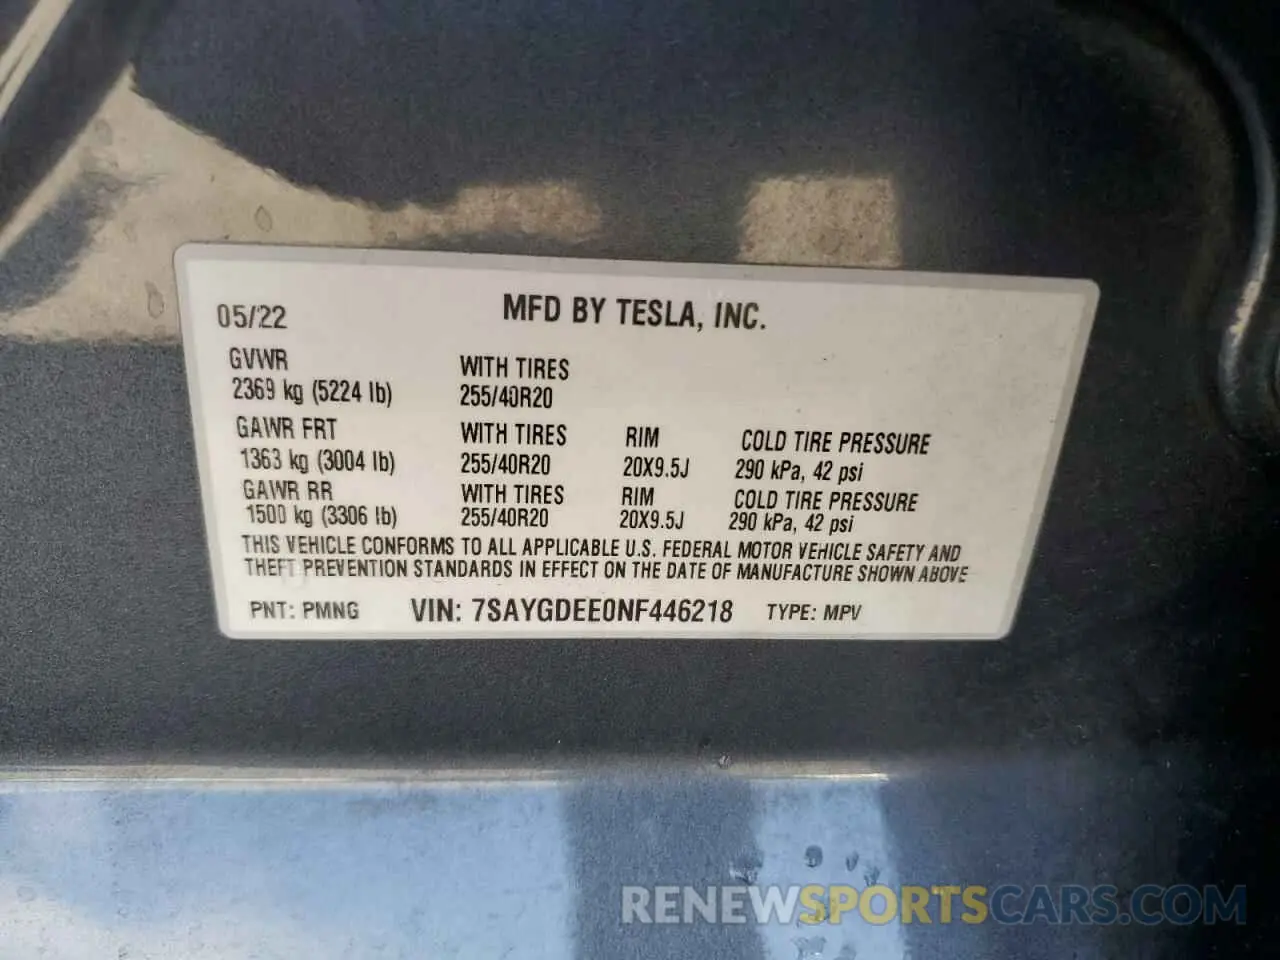 05/22 MFD BY TESLA, INC.
GVWR WITH TIRES
2369 kg (5224 lb) 255/40R20
GAWR FRT WITH TIRES RIM COLD TIRE PRESSURE
1363 kg (3004 lb) 255/40R20 20X9.5J 290 kPa, 42 psi
GAWR RR WITH TIRES RIM COLD TIRE PRESSURE
1500 kg (3306 lb) 255/40R20 20X9.5J 290 kPa, 42 psi
THIS VEHICLE CONFORMS TO ALL APPLICABLE U.S. FEDERAL MOTOR VEHICLE SAFETY AND
THEFT PREVENTION STANDARDS IN EFFECT ON THE DATE OF MANUFACTURE SHOWN ABOVE
PNT: PMNG VIN: 7SAYGDEE0NF446218 TYPE: MPV
RENEWSPORTSCARS.COM